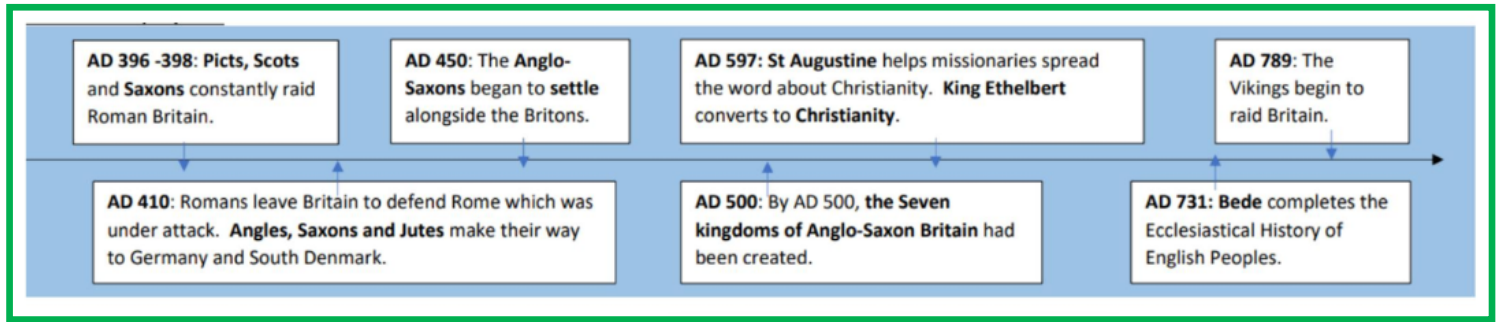 AD 396 -398: Picts, Scots
and Saxons constantly raid
Roman Britain.
AD 410: Romans leave Britain to defend Rome which was
under attack. Angles, Saxons and Jutes make their way
to Germany and South Denmark.
AD 450: The Anglo-
Saxons began to settle
alongside the Britons.
AD 500: By AD 500, the Seven
kingdoms of Anglo-Saxon Britain had
been created.
AD 597: St Augustine helps missionaries spread
the word about Christianity. King Ethelbert
converts to Christianity.
AD 731: Bede completes the
Ecclesiastical History of
English Peoples.
AD 789: The
Vikings begin to
raid Britain.